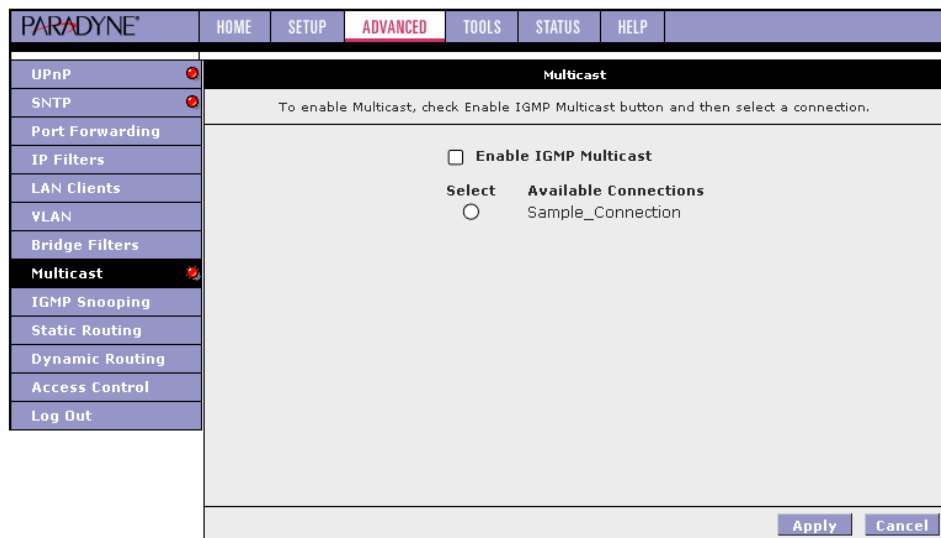 PARADYNE®
HOME SETUP ADVANCED TOOLS STATUS HELP
UPnP
SNTP
Port Forwarding
IP Filters
LAN Clients
VLAN
Bridge Filters
Multicast
IGMP Snooping
Static Routing
Dynamic Routing
Access Control
Log Out
Multicast
To enable Multicast, check Enable IGMP Multicast button and then select a connection.
Enable IGMP Multicast
Select Available Connections
Sample_Connection
Apply Cancel